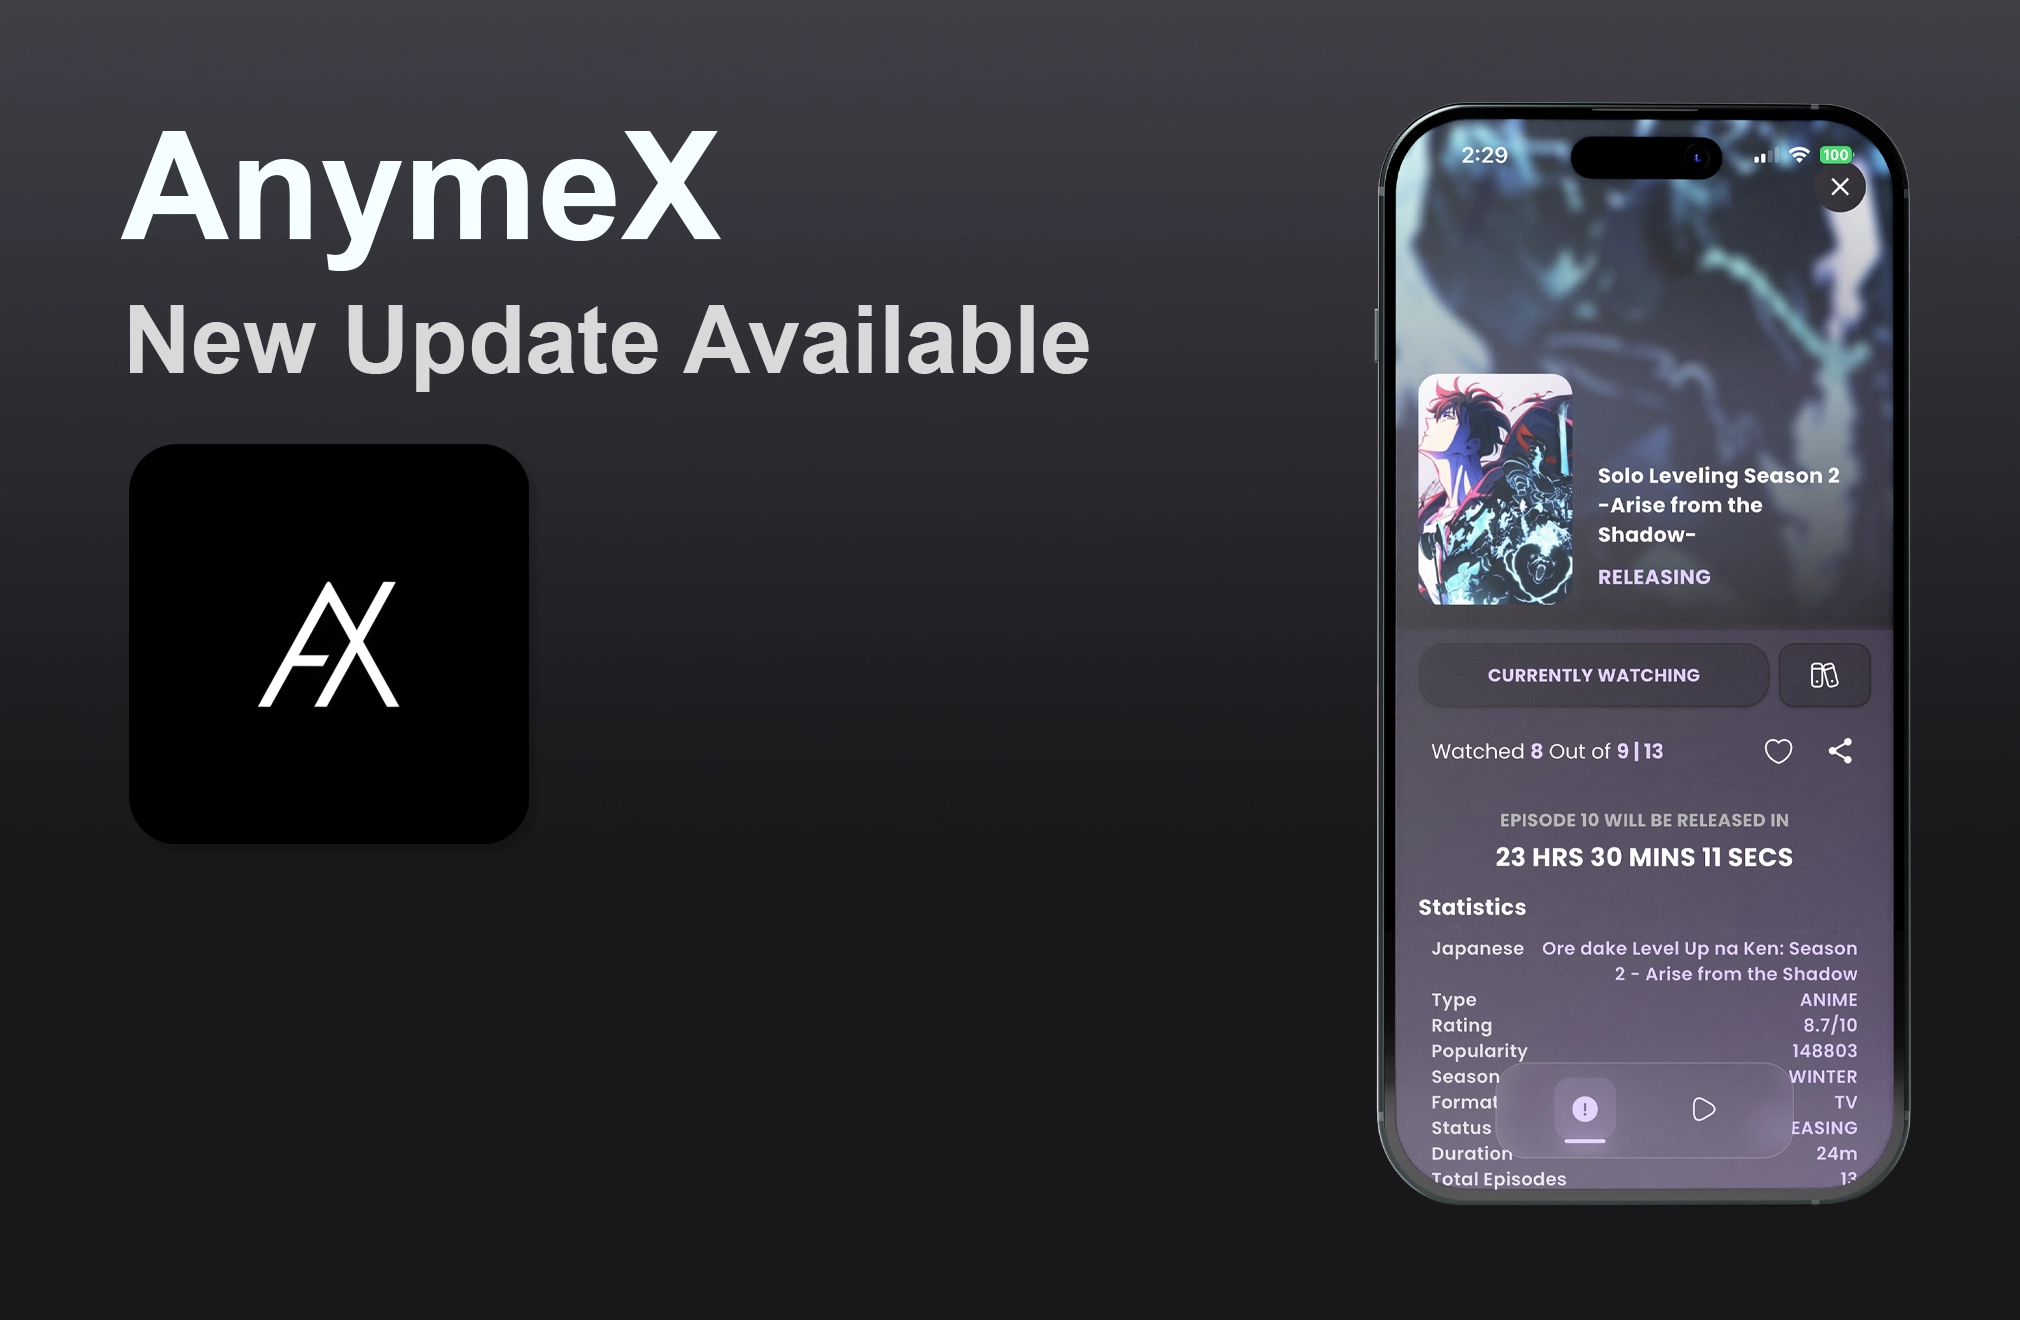 AnymeX
New Update Available
AX
2:29
100
Solo Leveling Season 2
-Arise from the
Shadow-
RELEASING
CURRENTLY WATCHING
Watched 8 Out of 9|13
EPISODE 10 WILL BE RELEASED IN
23 HRS 30 MINS 11 SECS
Statistics
Japanese Ore dake Level Up na Ken: Season
2 - Arise from the Shadow
Type ANIME
Rating 8.7/10
Popularity 148803
Season WINTER
Format TV
Status EASING
Duration 24m
Total Episodes 13